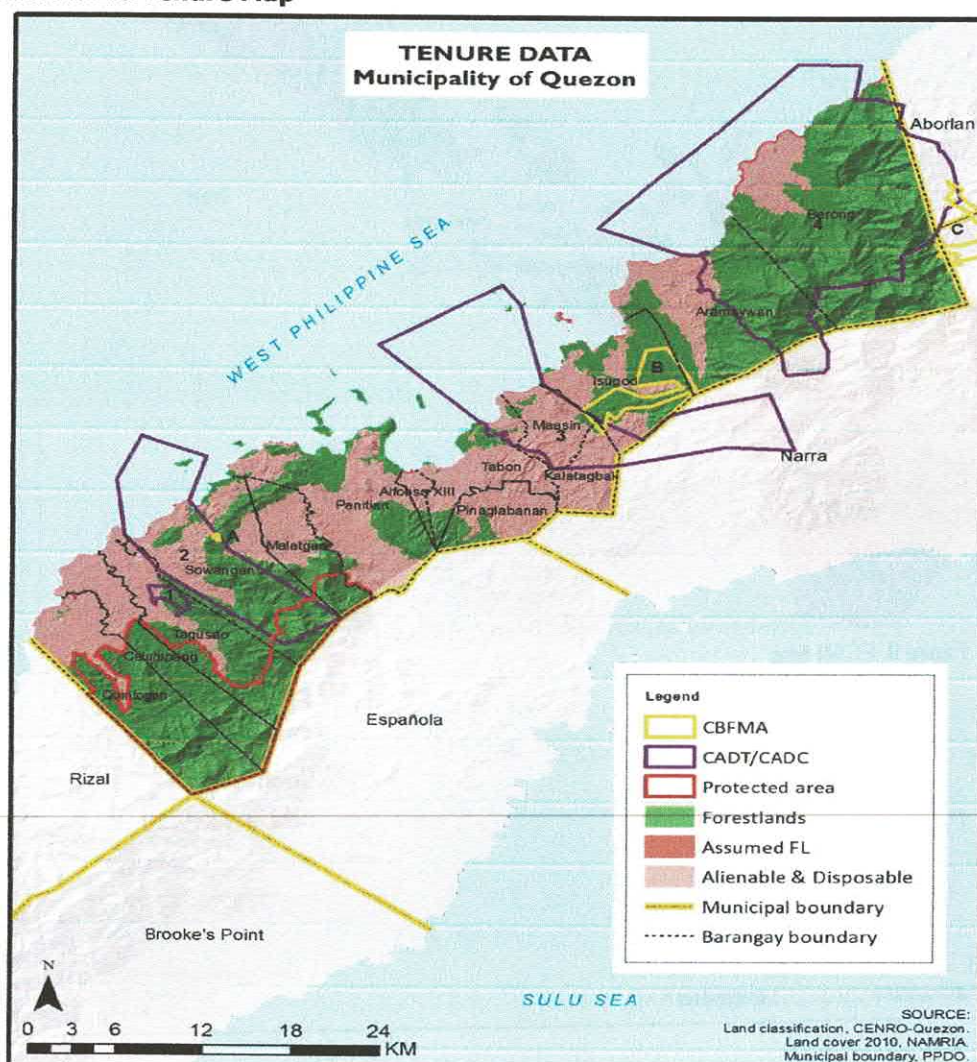 TENURE DATA
Municipality of Quezon
Aborlan
Berong
4
C
WEST PHILIPPINE SEA
Aramaywan
B
Isugod
Maasin
3
Narra
Tabon
Kalatagbak
Alfonso XIII
Panitian
Pinaglabanan
A
Malatgao
2
Sowangan
1
Tagusao
Calumpang
Quinlogan
Española
Rizal
Brooke's Point
Legend
CBFMA
CADT/CADC
Protected area
Forestlands
Assumed FL
Alienable & Disposable
Municipal boundary
Barangay boundary
N
SULU SEA
0 3 6 12 18 24
KM
SOURCE:
Land classification, CENRO-Quezon.
Land cover 2010, NAMRIA.
Municipal boundary, PPDO.